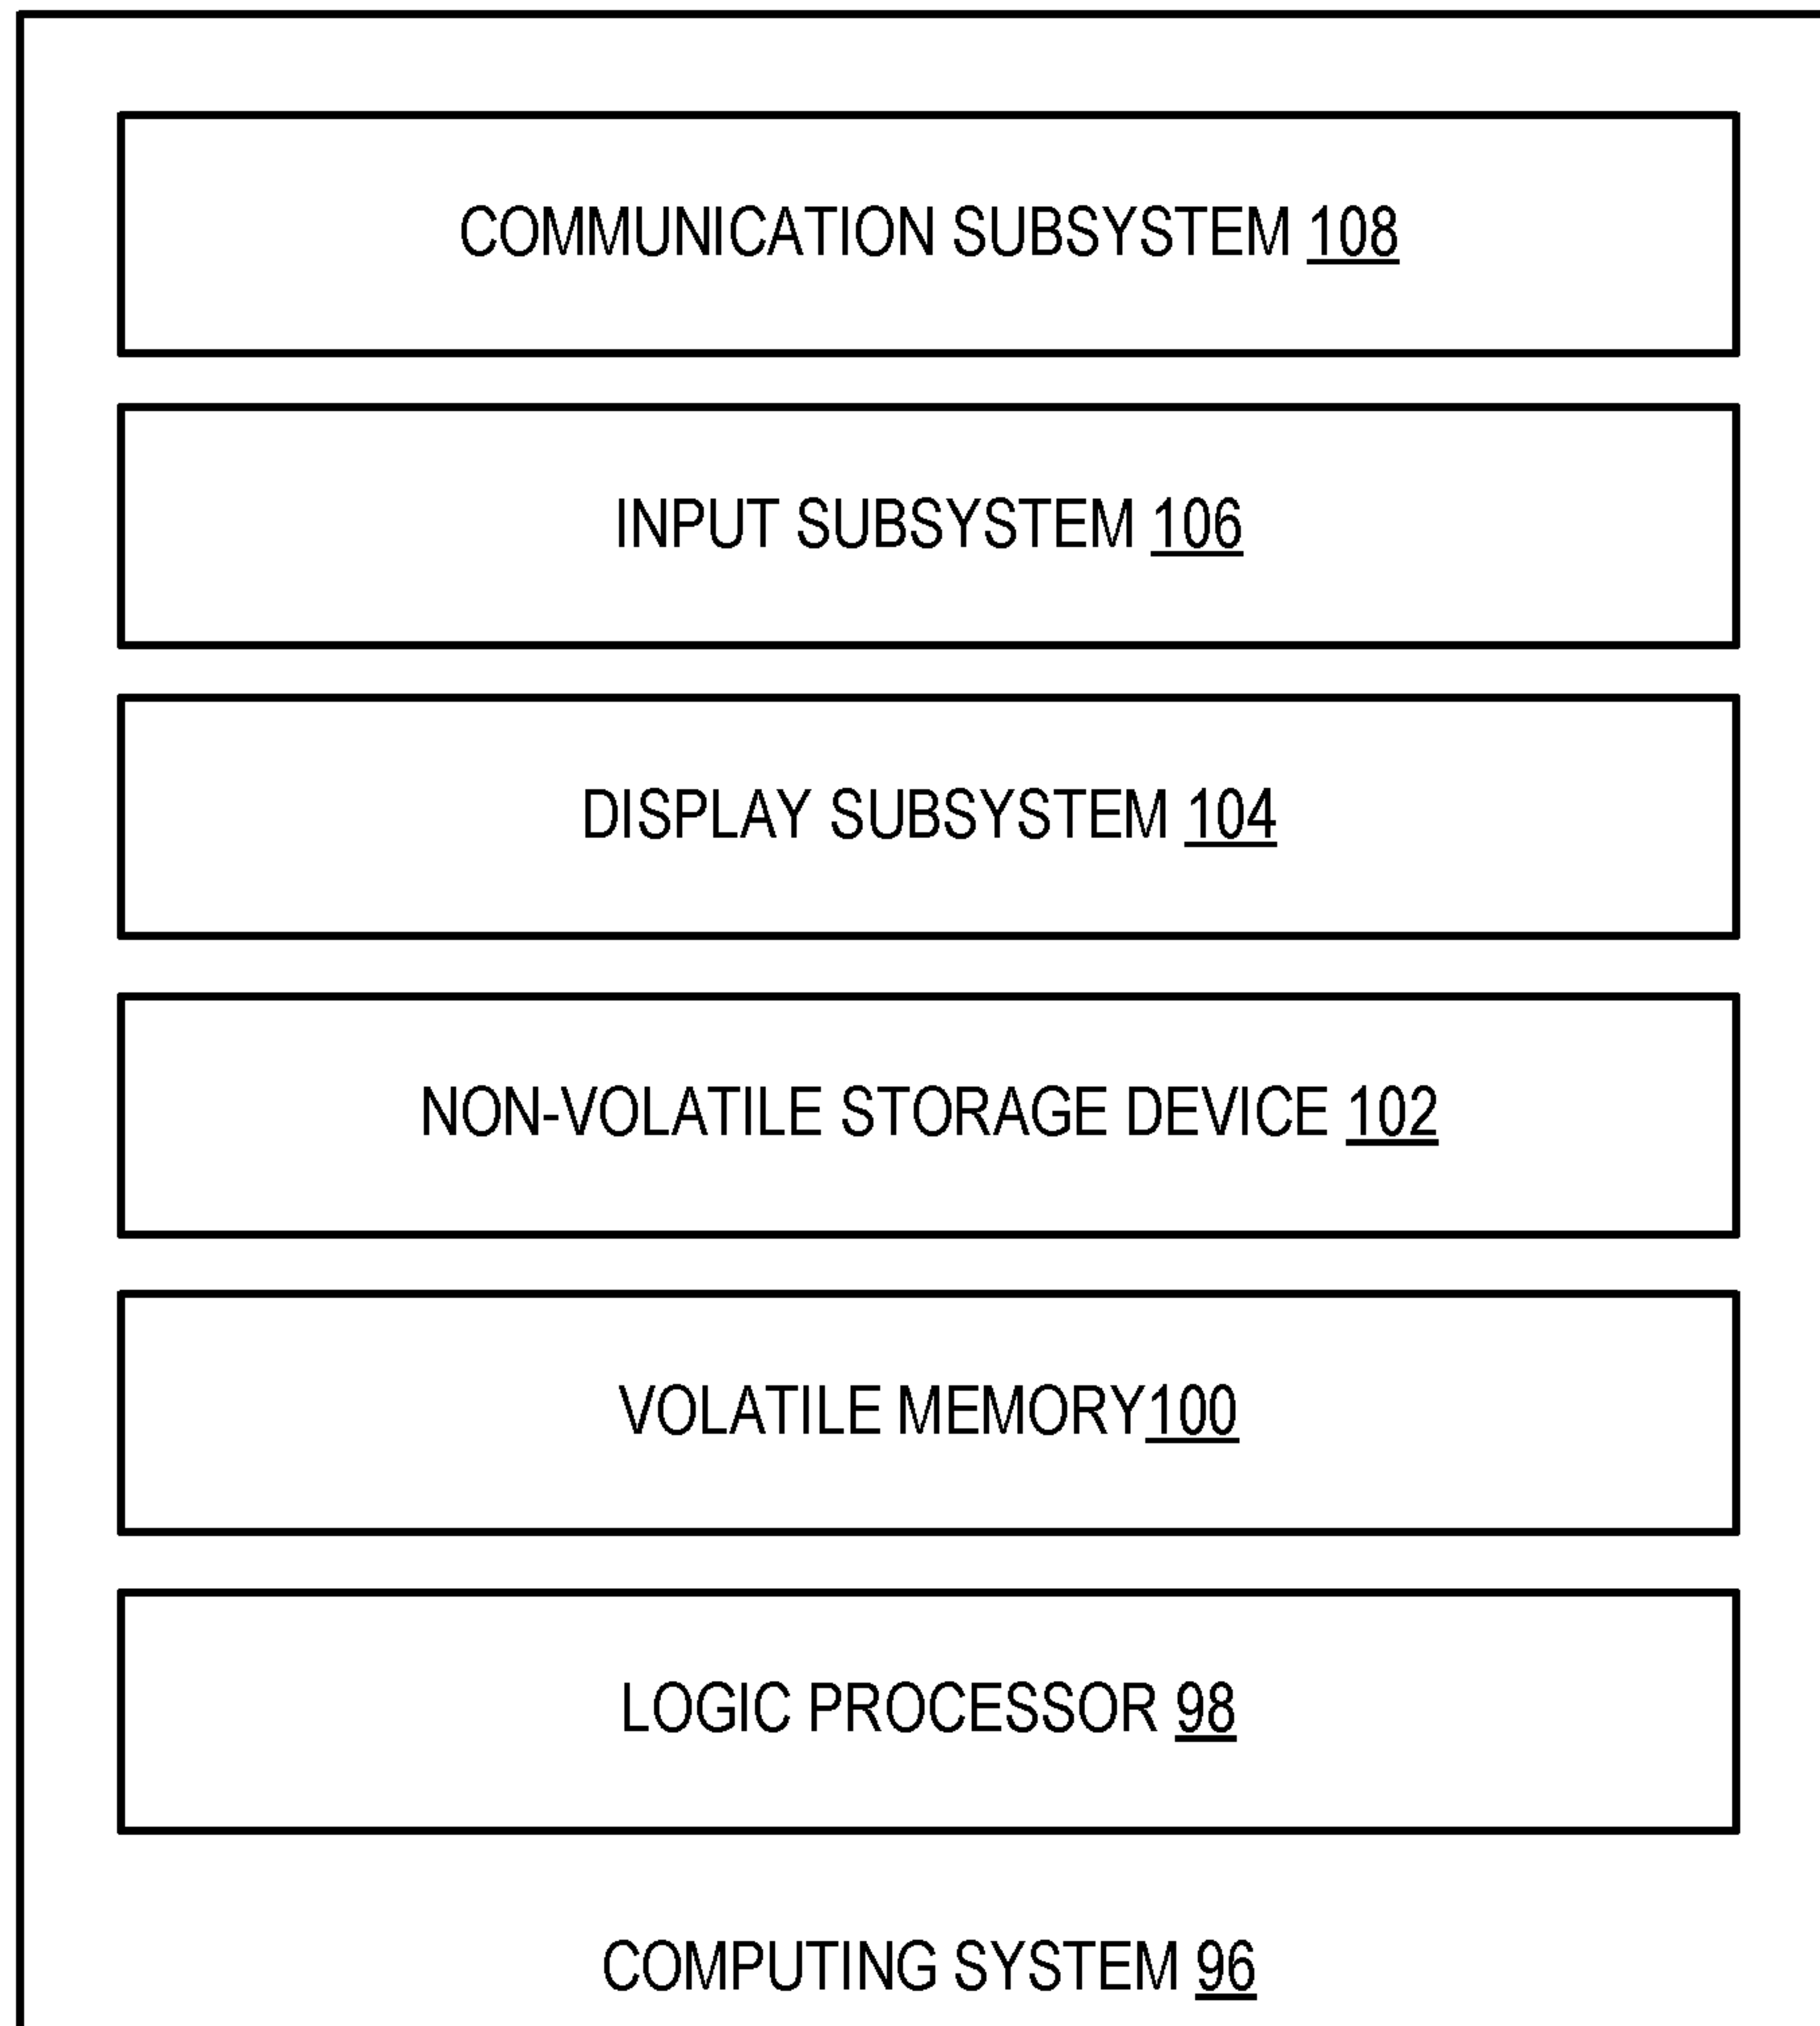 COMMUNICATION SUBSYSTEM 108
INPUT SUBSYSTEM 106
DISPLAY SUBSYSTEM 104
NON-VOLATILE STORAGE DEVICE 102
VOLATILE MEMORY100
LOGIC PROCESSOR 98
COMPUTING SYSTEM 96